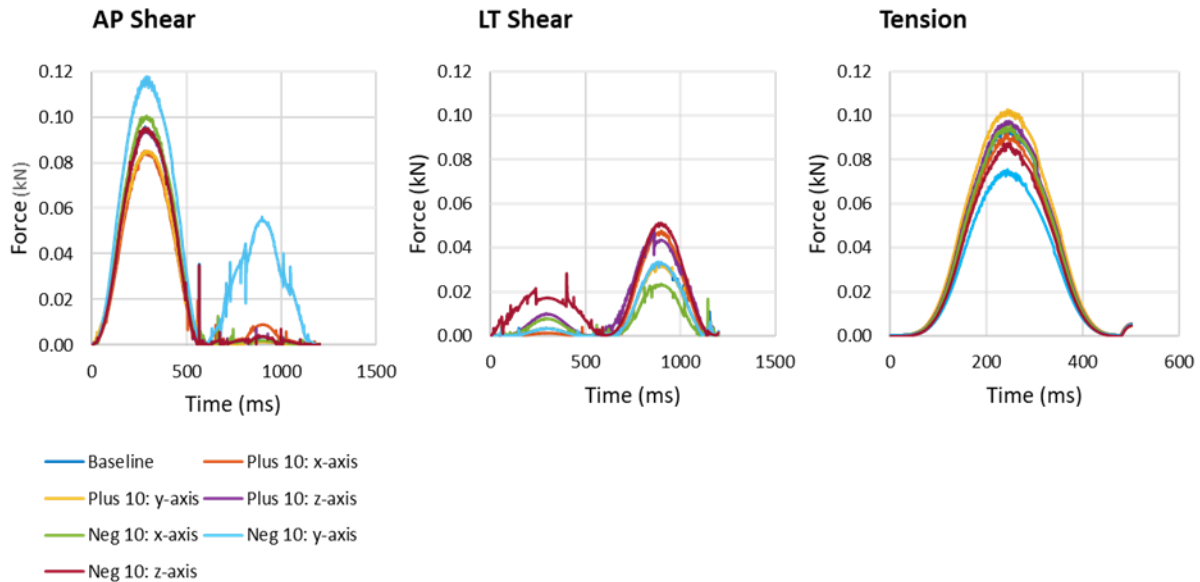 AP Shear
LT Shear
Tension
Force (kN)
0.12
0.10
0.08
0.06
0.04
0.02
0.00
0 500 1000 1500
Time (ms)
Force (kN)
0.12
0.10
0.08
0.06
0.04
0.02
0.00
0 500 1000 1500
Time (ms)
Force (kN)
0.12
0.10
0.08
0.06
0.04
0.02
0.00
0 200 400 600
Time (ms)
Baseline Plus 10: x-axis
Plus 10: y-axis Plus 10: z-axis
Neg 10: x-axis Neg 10: y-axis
Neg 10: z-axis